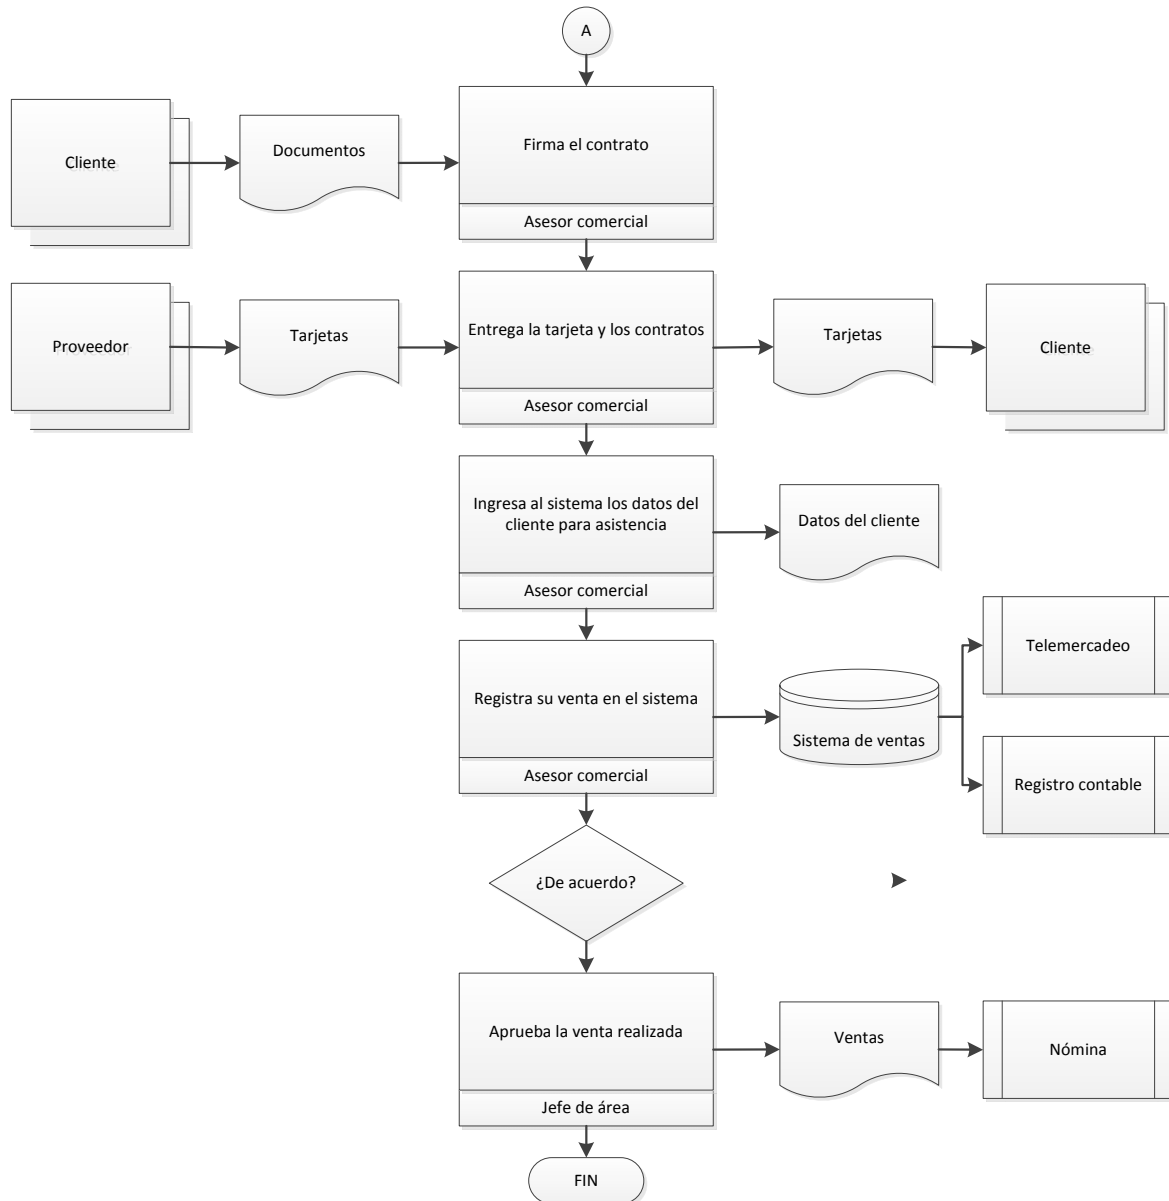 A
Cliente
Documentos
Firma el contrato
Asesor comercial
Proveedor
Tarjetas
Entrega la tarjeta y los contratos
Asesor comercial
Tarjetas
Cliente
Ingresa al sistema los datos del
cliente para asistencia
Asesor comercial
Datos del cliente
Registra su venta en el sistema
Asesor comercial
Sistema de ventas
Telemercadeo
Registro contable
¿De acuerdo?
Aprueba la venta realizada
Jefe de área
Ventas
Nómina
FIN